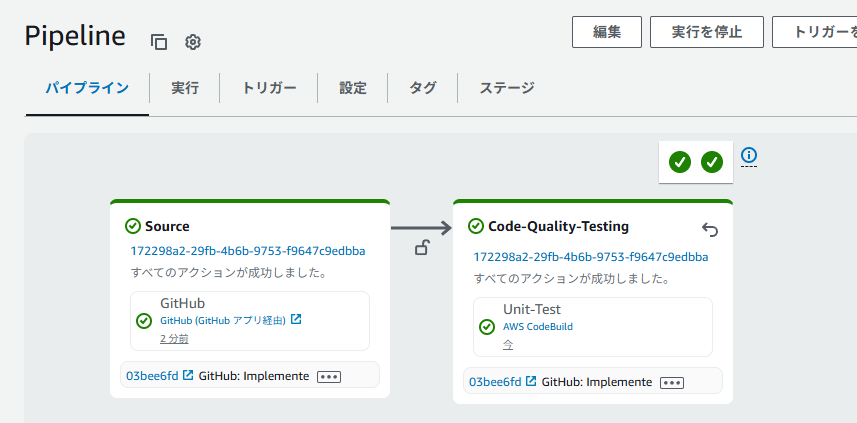 Pipeline
編集
実行を停止
トリガーを
パイプライン
実行
トリガー
設定
タグ
ステージ
Source
172298a2-29fb-4b6b-9753-f9647c9edbba
すべてのアクションが成功しました。
GitHub
GitHub (GitHub アプリ経由)
2 分前
03bee6fd GitHub: Implemente
Code-Quality-Testing
172298a2-29fb-4b6b-9753-f9647c9edbba
すべてのアクションが成功しました。
Unit-Test
AWS CodeBuild
今
03bee6fd GitHub: Implemente